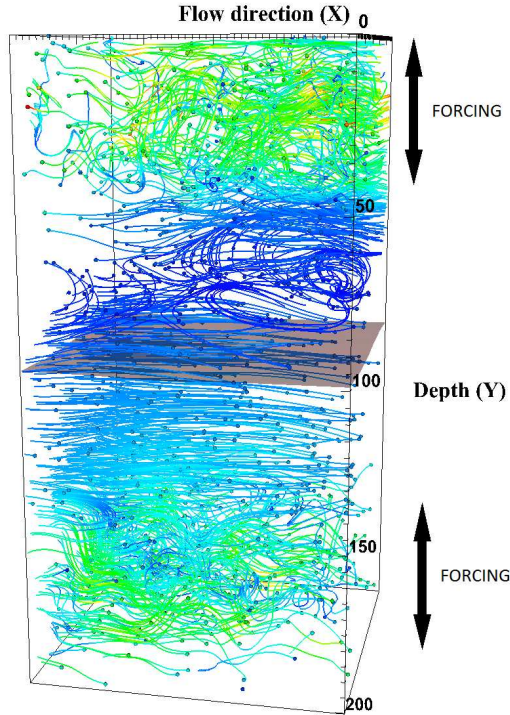 Flow direction (X)
0
FORCING
50
100
Depth (Y)
150
FORCING
200